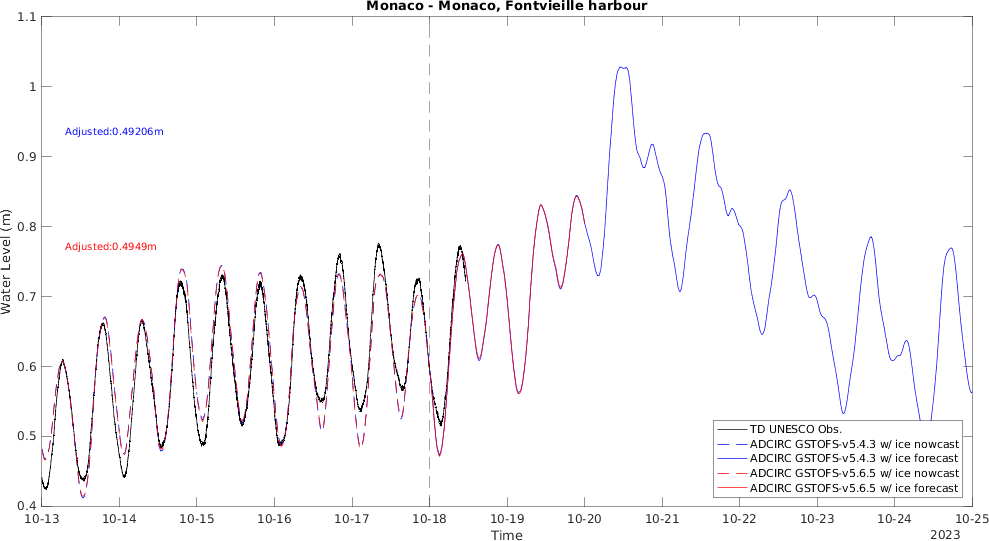 Monaco - Monaco, Fontvieille harbour
1.1
1
0.9
0.8
0.7
0.6
0.5
0.4
Water Level (m)
Adjusted:0.49206m
Adjusted:0.4949m
TD UNESCO Obs.
ADCIRC GSTOFS-v5.4.3 w/ ice nowcast
ADCIRC GSTOFS-v5.4.3 w/ ice forecast
ADCIRC GSTOFS-v5.6.5 w/ ice nowcast
ADCIRC GSTOFS-v5.6.5 w/ ice forecast
10-13 10-14 10-15 10-16 10-17 10-18 10-19 10-20 10-21 10-22 10-23 10-24 10-25
Time
2023